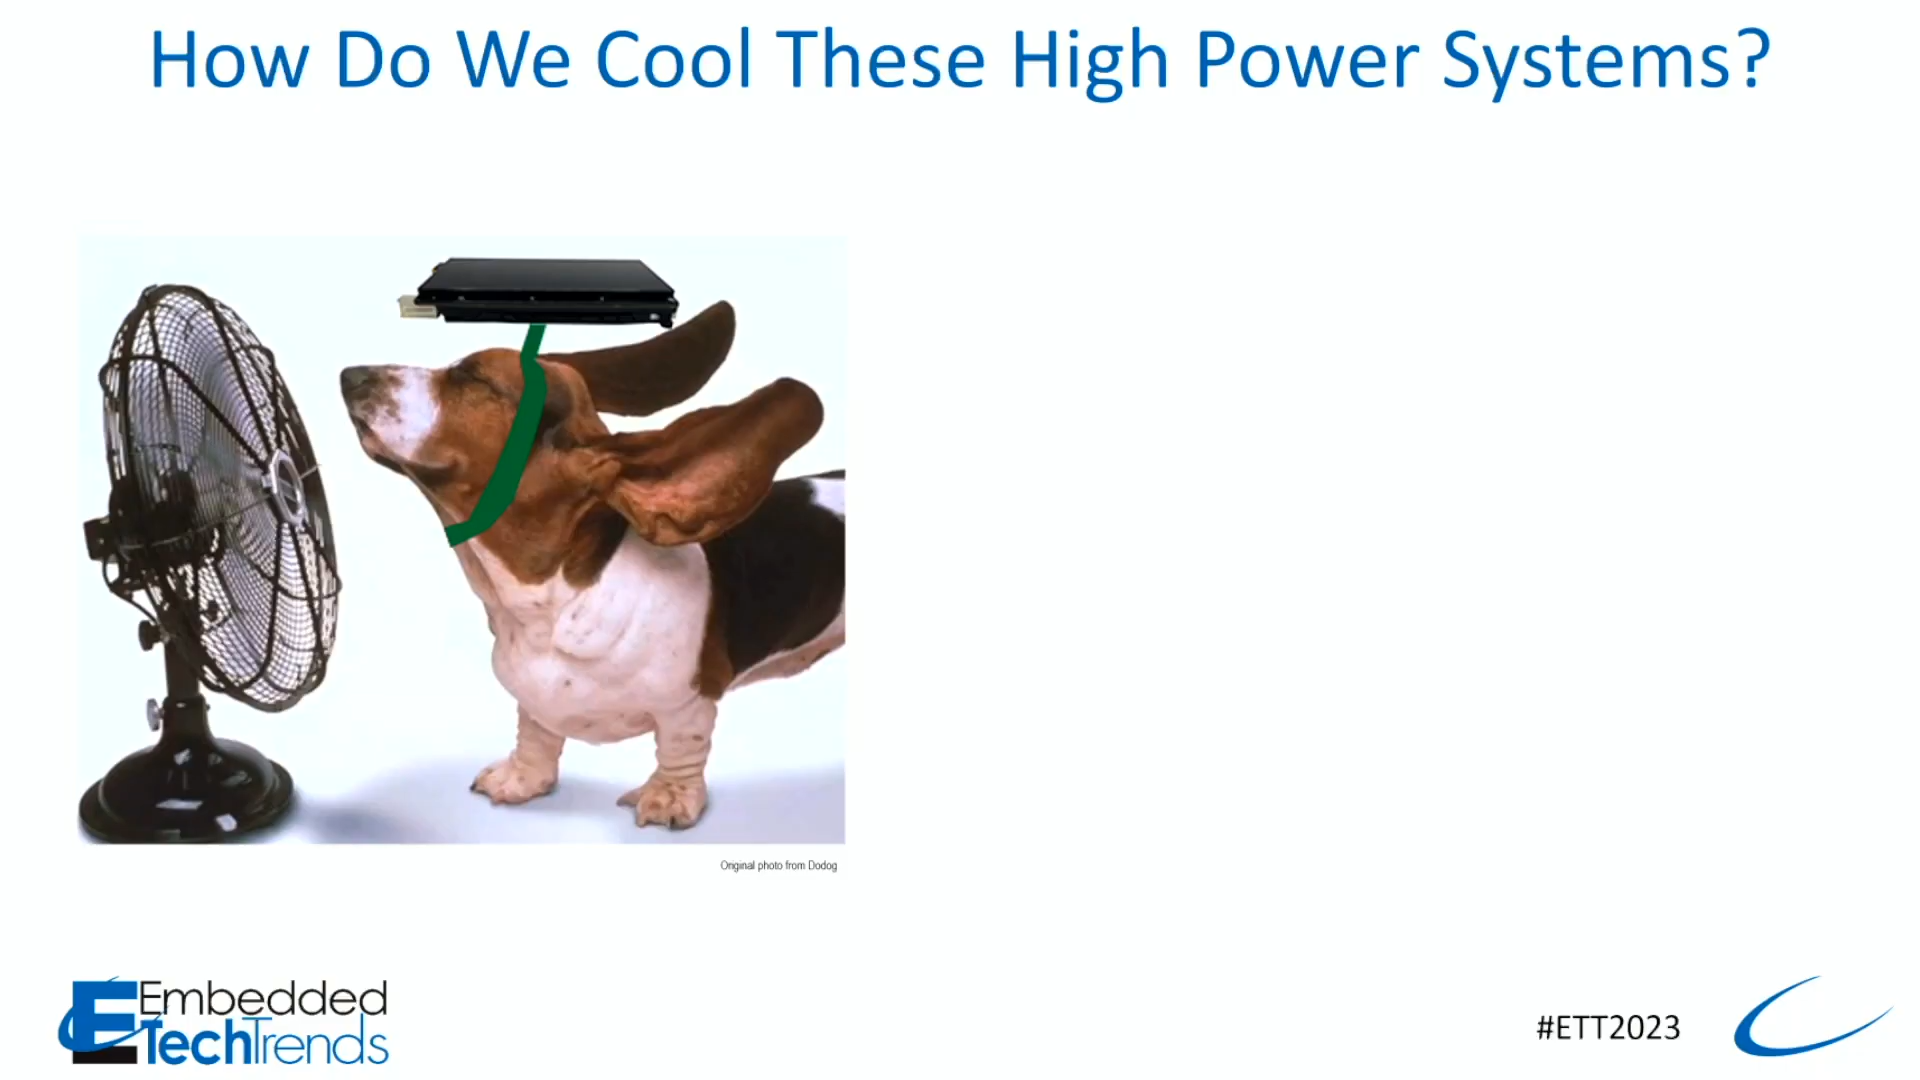 How Do We Cool These High Power Systems?
Original photo from Dodog
Embedded
TechTrends
#ETT2023